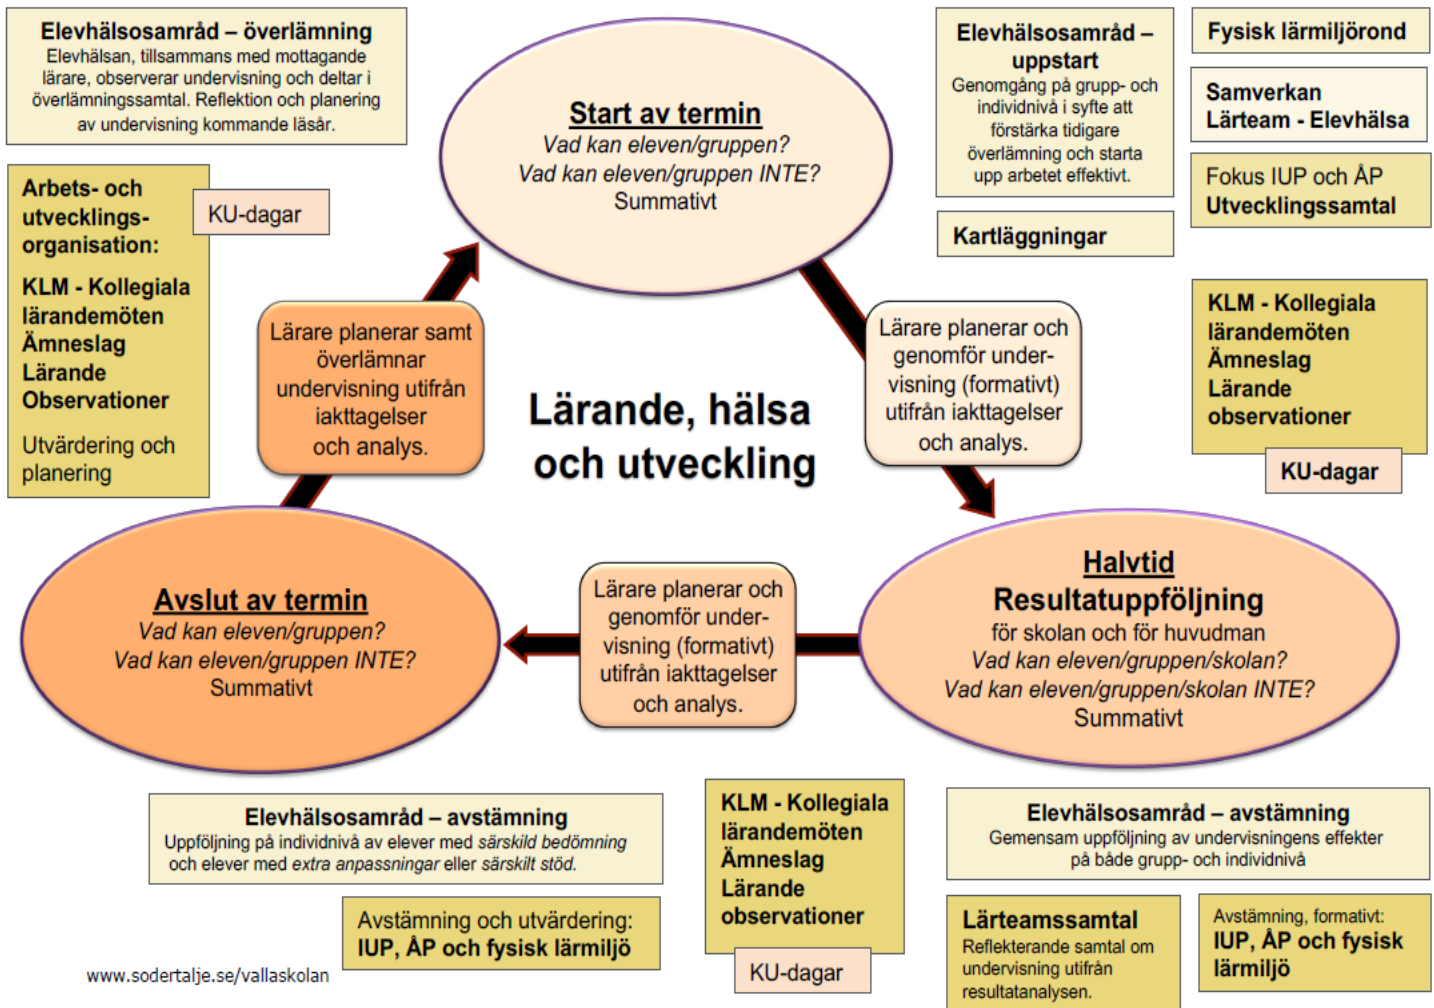 Elevhälsosamråd – överlämning
Elevhälsan, tillsammans med mottagande
lärare, observerar undervisning och deltar i
överlämningssamtal. Reflektion och planering
av undervisning kommande läsår.
Arbets- och
utvecklings-
organisation:
KLM - Kollegiala
lärandemöten
Ämneslag
Lärande
Observationer
Utvärdering och
planering
KU-dagar
Start av termin
Vad kan eleven/gruppen?
Vad kan eleven/gruppen INTE?
Summativt
Elevhälsosamråd –
uppstart
Genomgång på grupp- och
individnivå i syfte att
förstärka tidigare
överlämning och starta
upp arbetet effektivt.
Kartläggningar
Fysisk lärmiljörond
Samverkan
Lärteam - Elevhälsa
Fokus IUP och ÅP
Utvecklingssamtal
KLM - Kollegiala
lärandemöten
Ämneslag
Lärande
observationer
KU-dagar
Lärare planerar samt
överlämnar
undervisning utifrån
iakttagelser
och analys.
Lärande, hälsa
och utveckling
Lärare planerar och
genomför under-
visning (formativt)
utifrån iakttagelser
och analys.
Avslut av termin
Vad kan eleven/gruppen?
Vad kan eleven/gruppen INTE?
Summativt
Lärare planerar och
genomför under-
visning (formativt)
utifrån iakttagelser
och analys.
Halvtid
Resultatuppföljning
för skolan och för huvudman
Vad kan eleven/gruppen/skolan?
Vad kan eleven/gruppen/skolan INTE?
Summativt
Elevhälsosamråd – avstämning
Uppföljning på individnivå av elever med särskild bedömning
och elever med extra anpassningar eller särskilt stöd.
Avstämning och utvärdering:
IUP, ÅP och fysisk lärmiljö
KLM - Kollegiala
lärandemöten
Ämneslag
Lärande
observationer
KU-dagar
Elevhälsosamråd – avstämning
Gemensam uppföljning av undervisningens effekter
på både grupp- och individnivå
Lärteamssamtal
Reflekterande samtal om
undervisning utifrån
resultatanalysen.
Avstämning, formativt:
IUP, ÅP och fysisk
lärmiljö
www.sodertalje.se/vallaskolan